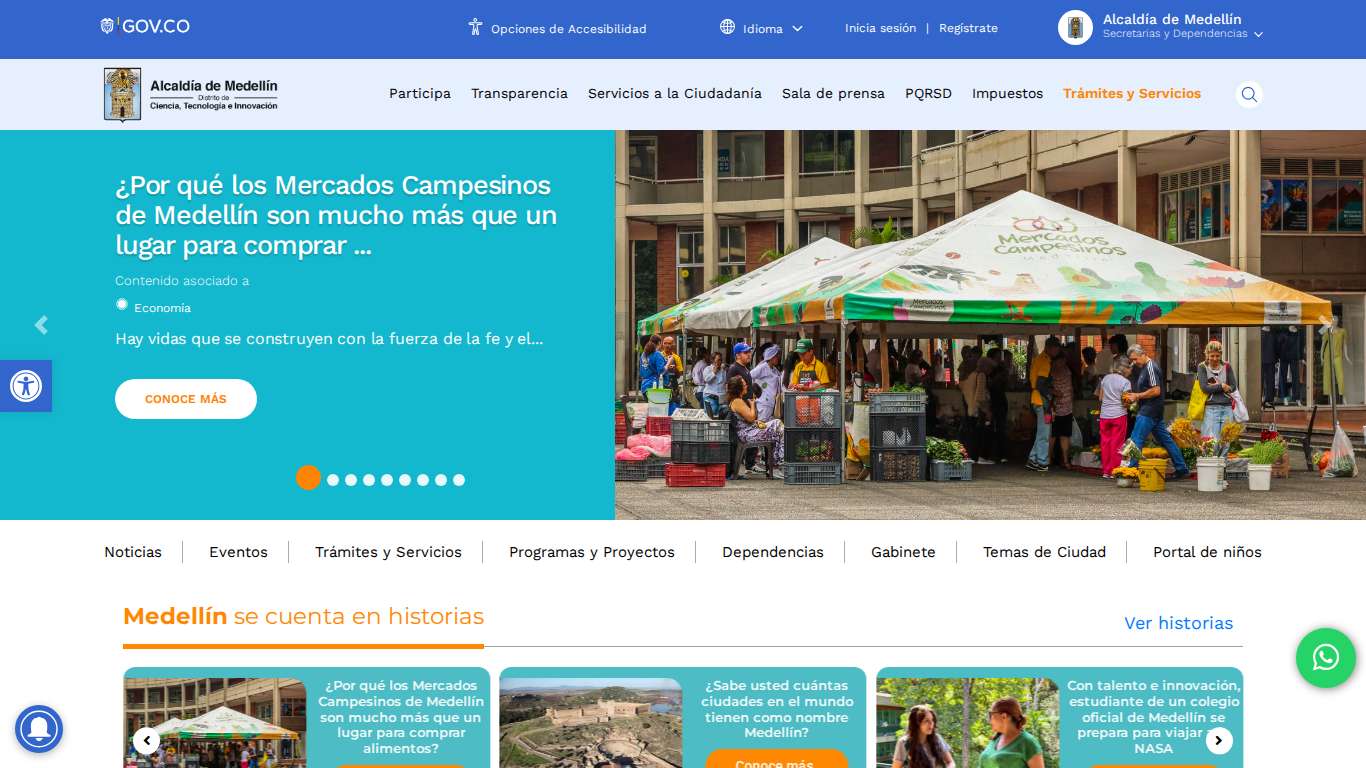 GOV.CO
Opciones de Accesibilidad
Idioma
Inicia sesión | Regístrate
Alcaldía de Medellín
Secretarias y Dependencias
Alcaldía de Medellín
Distrito de
Ciencia, Tecnología e Innovación
Participa
Transparencia
Servicios a la Ciudadanía
Sala de prensa
PQRSD
Impuestos
Trámites y Servicios
¿Por qué los Mercados Campesinos
de Medellín son mucho más que un
lugar para comprar ...
Contenido asociado a
Economía
Hay vidas que se construyen con la fuerza de la fe y el...
CONOCE MÁS
Mercados
Campesinos
Medellín
Mercados
Campesinos
Noticias
Eventos
Trámites y Servicios
Programas y Proyectos
Dependencias
Gabinete
Temas de Ciudad
Portal de niños
Medellín se cuenta en historias
Ver historias
¿Por qué los Mercados
Campesinos de Medellín
son mucho más que un
lugar para comprar
alimentos?
¿Sabe usted cuántas
ciudades en el mundo
tienen como nombre
Medellín?
Conoce más
Con talento e innovación,
estudiante de un colegio
oficial de Medellín se
prepara para viajar
NASA